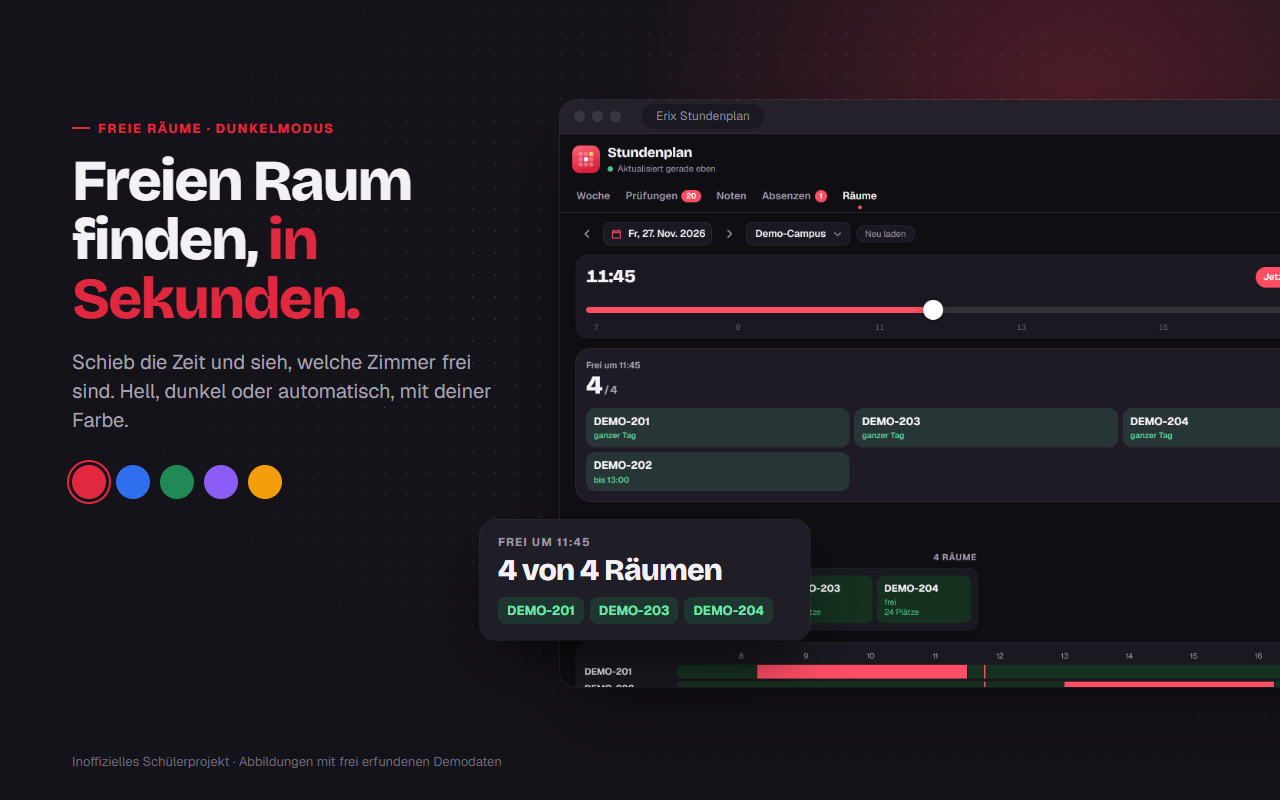 FREIE RÄUME · DUNKELMODUS
Freien Raum
finden, in
Sekunden.
Schieb die Zeit und sieh, welche Zimmer frei
sind. Hell, dunkel oder automatisch, mit deiner
Farbe.
Erix Stundenplan
Stundenplan
Aktualisiert gerade eben
Woche Prüfungen 20 Noten Absenzen 1 Räume
Fr, 27. Nov. 2026 Demo-Campus Neu laden
11:45
7 9 11 13 15
Frei um 11:45
4 / 4
DEMO-201 DEMO-203 DEMO-204
ganzer Tag ganzer Tag ganzer Tag
DEMO-202
bis 13:00
FREI UM 11:45
4 von 4 Räumen
DEMO-201 DEMO-203 DEMO-204
4 RÄUME
DEMO-204
frei
24 Plätze
8 9 10 11 12 13 14 15 16
DEMO-201
Inoffizielles Schülerprojekt · Abbildungen mit frei erfundenen Demodaten